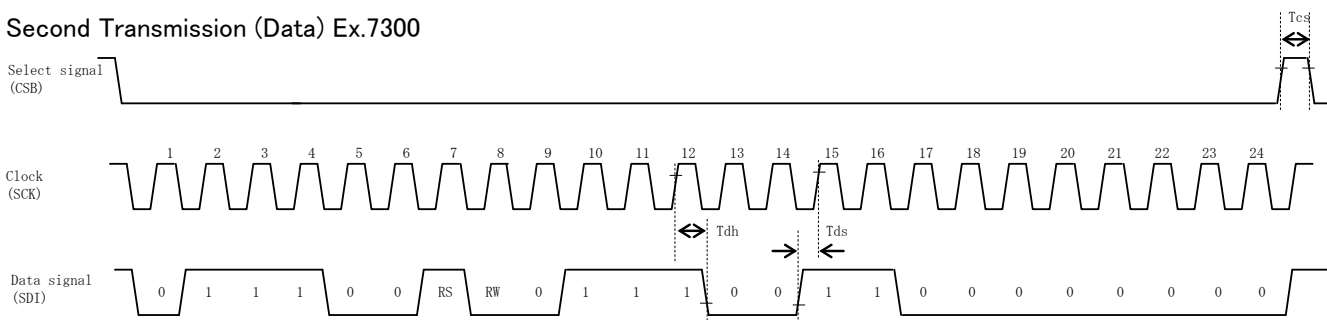 Second Transmission (Data) Ex.7300
Tcs
Select signal
(CSB)
1 2 3 4 5 6 7 8 9 10 11 12 13 14 15 16 17 18 19 20 21 22 23 24
Clock
(SCK)
Tdh Tds
Data signal
(SDI)
0 1 1 1 0 0 RS RW 0 1 1 1 0 0 1 1 0 0 0 0 0 0 0 0